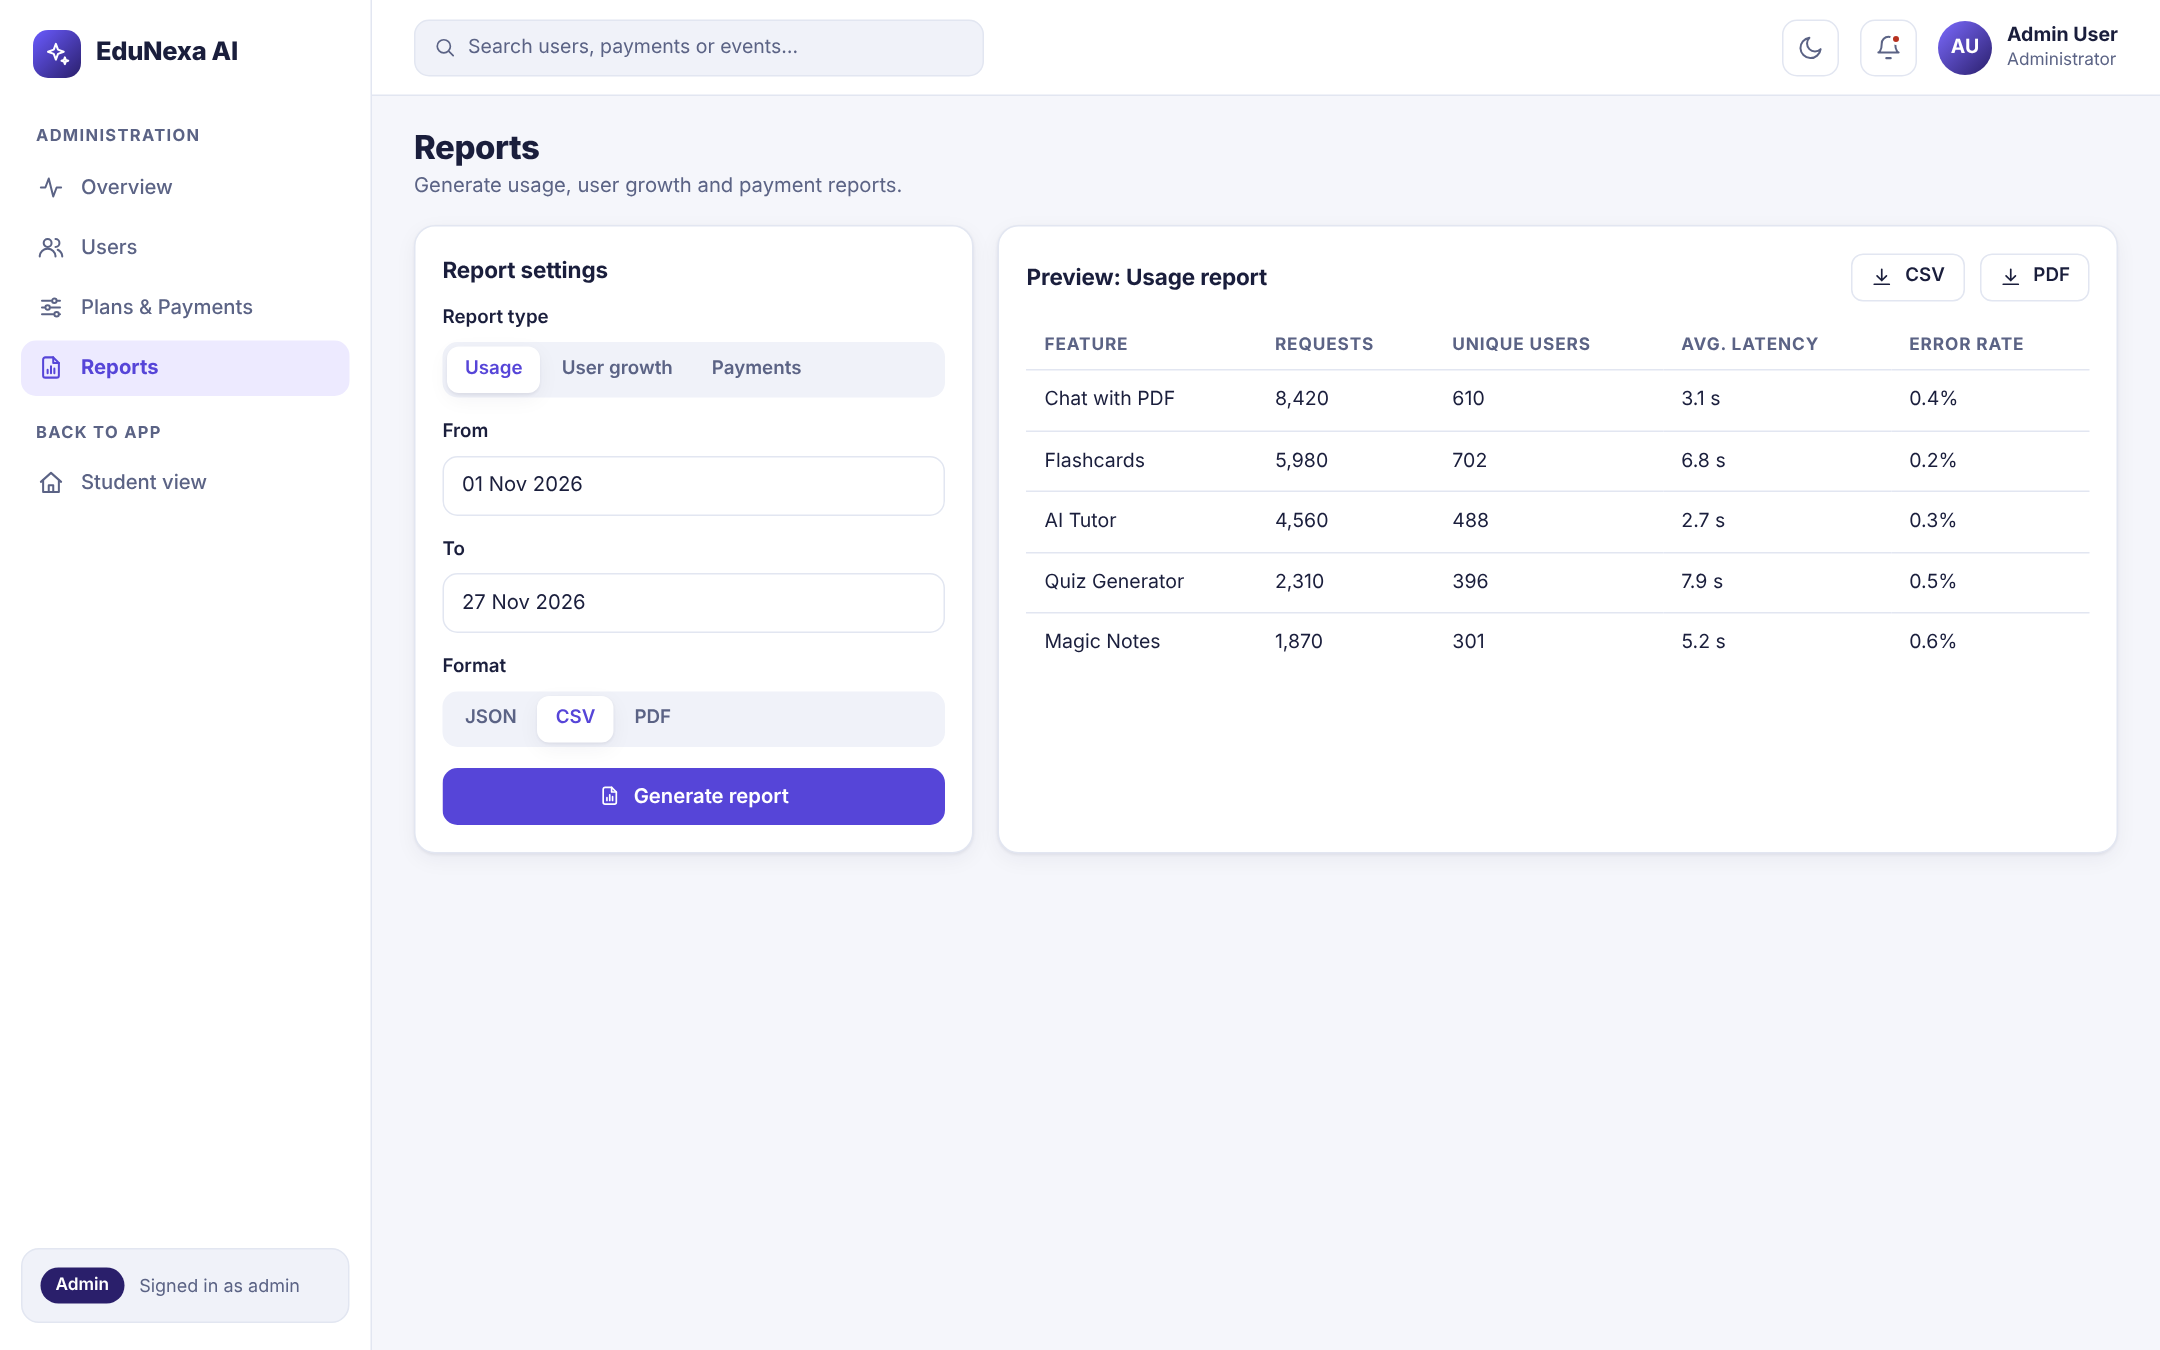 EduNexa AI
ADMINISTRATION
Overview
Users
Plans & Payments
Reports
BACK TO APP
Student view
Admin Signed in as admin
Search users, payments or events...
AU
Admin User
Administrator
Reports
Generate usage, user growth and payment reports.
Report settings
Report type
Usage User growth Payments
From
01 Nov 2026
To
27 Nov 2026
Format
JSON CSV PDF
Generate report
Preview: Usage report CSV PDF
FEATURE REQUESTS UNIQUE USERS AVG. LATENCY ERROR RATE
Chat with PDF 8,420 610 3.1 s 0.4%
Flashcards 5,980 702 6.8 s 0.2%
AI Tutor 4,560 488 2.7 s 0.3%
Quiz Generator 2,310 396 7.9 s 0.5%
Magic Notes 1,870 301 5.2 s 0.6%